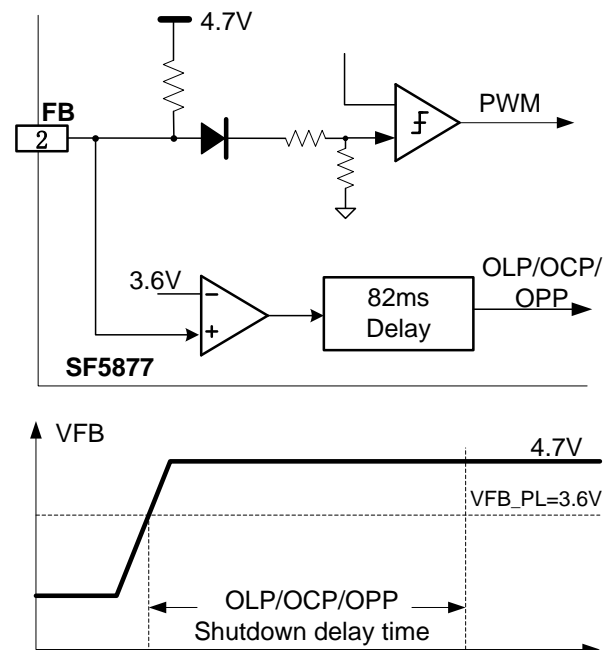 4.7V
FB
2
PWM
3.6V
−
+
82ms
Delay
OLP/OCP/
OPP
SF5877
VFB
4.7V
VFB_PL=3.6V
OLP/OCP/OPP
Shutdown delay time